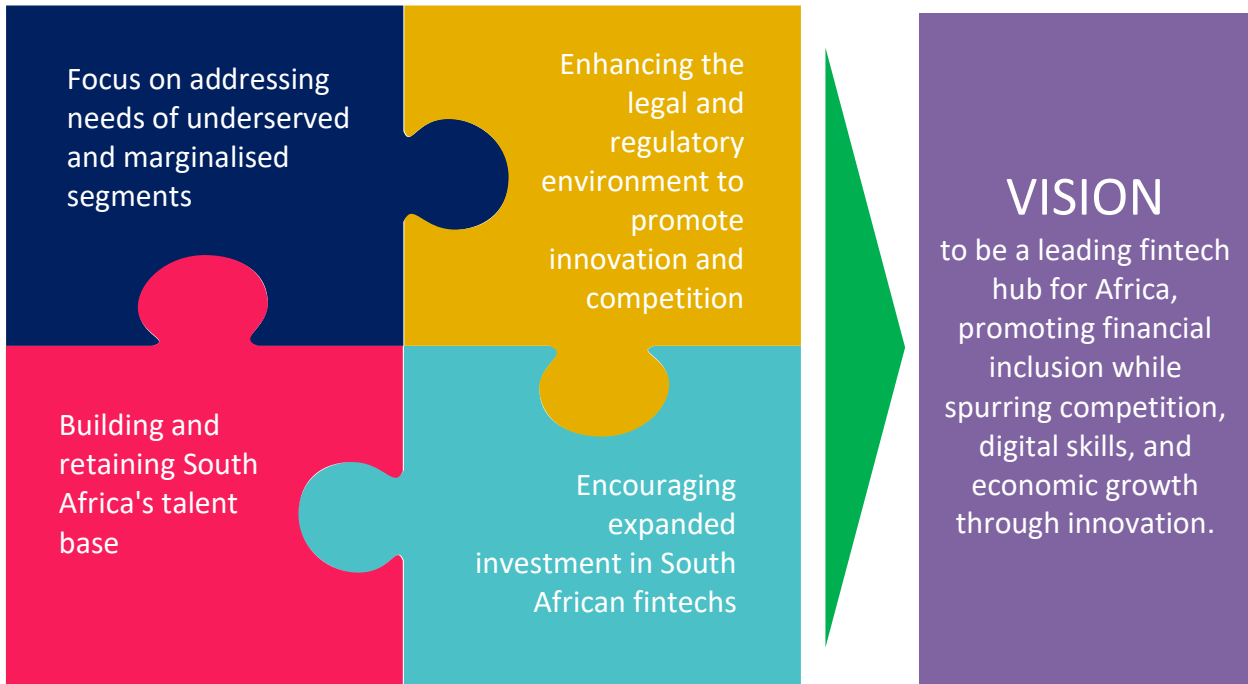 Focus on addressing
needs of underserved
and marginalised
segments
Enhancing the
legal and
regulatory
environment to
promote
innovation and
competition
Building and
retaining South
Africa's talent
base
Encouraging
expanded
investment in South
African fintechs
VISION
to be a leading fintech
hub for Africa,
promoting financial
inclusion while
spurring competition,
digital skills, and
economic growth
through innovation.